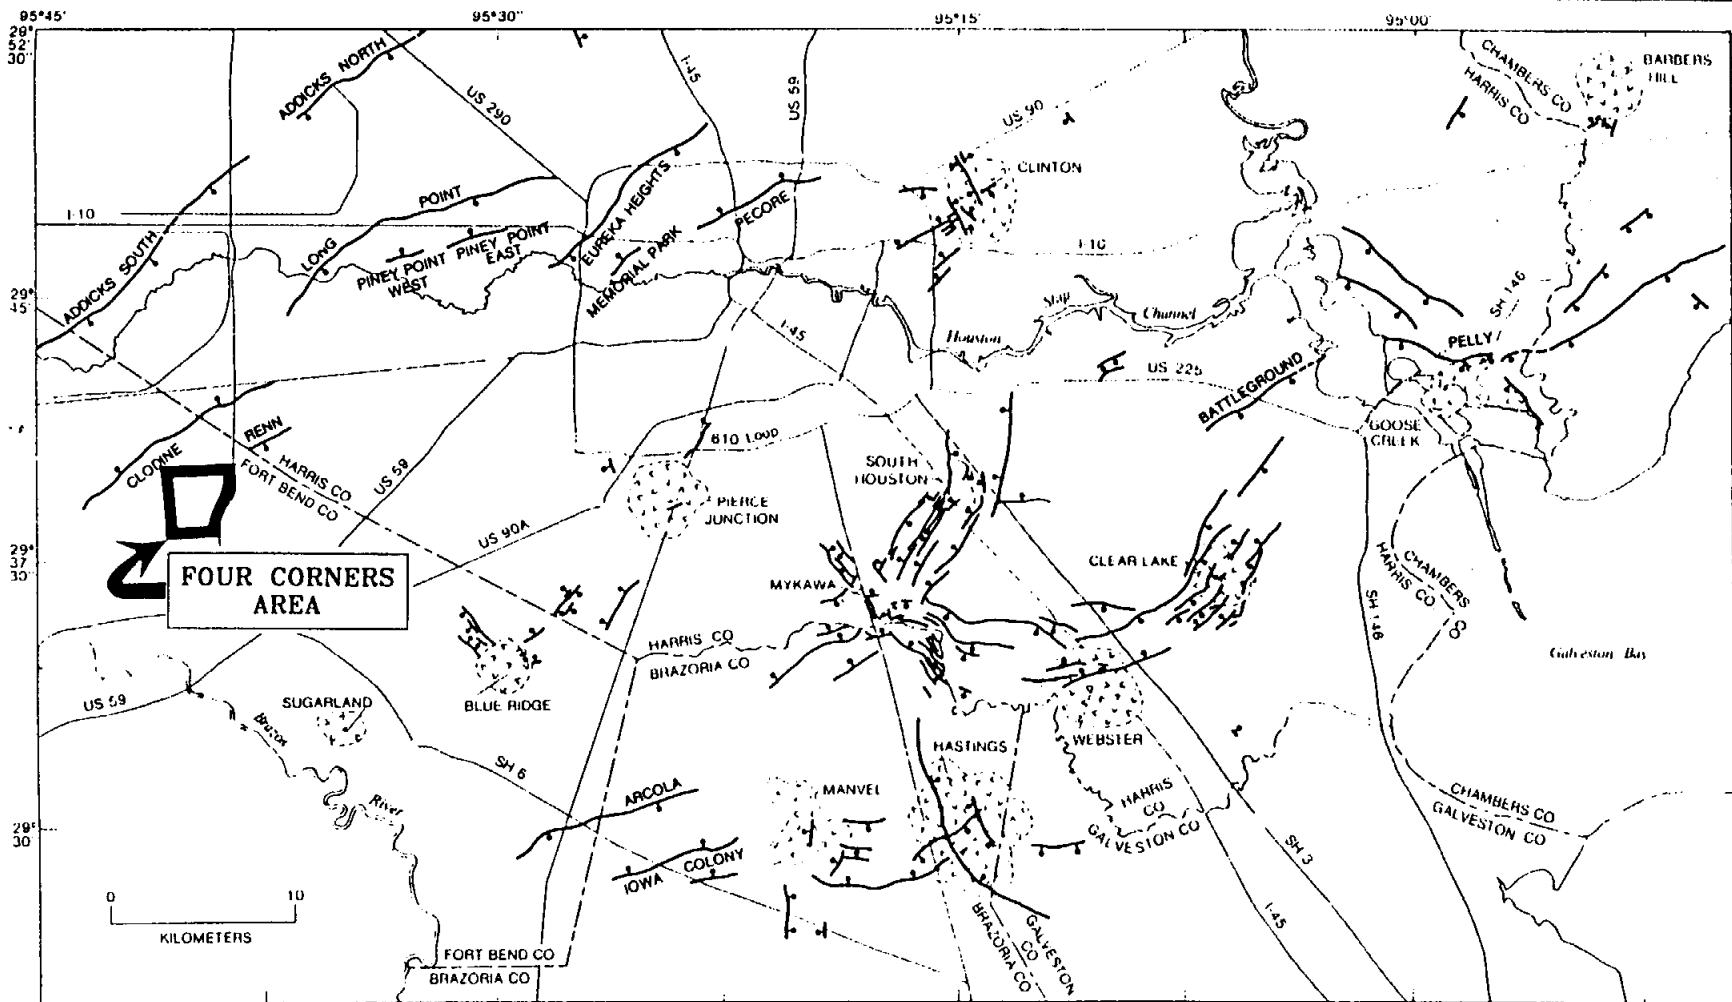 95°45'
95°30"
95°15'
95°00'
29°
52'
30"
ADDICKS NORTH
US 290
I-45
US 59
US 90
CHAMBERS CO
HARRIS CO
BARBERS
HILL
CLINTON
I-10
ADDICKS SOUTH
LONG
POINT
PINEY POINT
WEST
PINEY POINT
EAST
EUREKA HEIGHTS
MEMORIAL PARK
PECORE
I-10
SH 146
29°
45'
I-45
Houston
Ship
Channel
PELLY
US 225
BATTLEGROUND
GOOSE
CREEK
CLODINE
RENN
HARRIS CO
FORT BEND CO
US 59
610 LOOP
SOUTH
HOUSTON
PIERCE
JUNCTION
US 90A
29°
37'
30"
FOUR CORNERS
AREA
MYKAWA
CLEAR LAKE
CHAMBERS CO
HARRIS CO
SH 146
HARRIS CO
BRAZORIA CO
Galveston Bay
US 59
SUGARLAND
BLUE RIDGE
Brazos
River
WEBSTER
HASTINGS
SH 6
ARCOLA
MANVEL
HARRIS
CO
GALVESTON CO
CHAMBERS CO
GALVESTON CO
29°
30'
IOWA COLONY
SH 3
I-45
0 10
KILOMETERS
FORT BEND CO
BRAZORIA CO
BRAZORIA CO
GALVESTON
CO